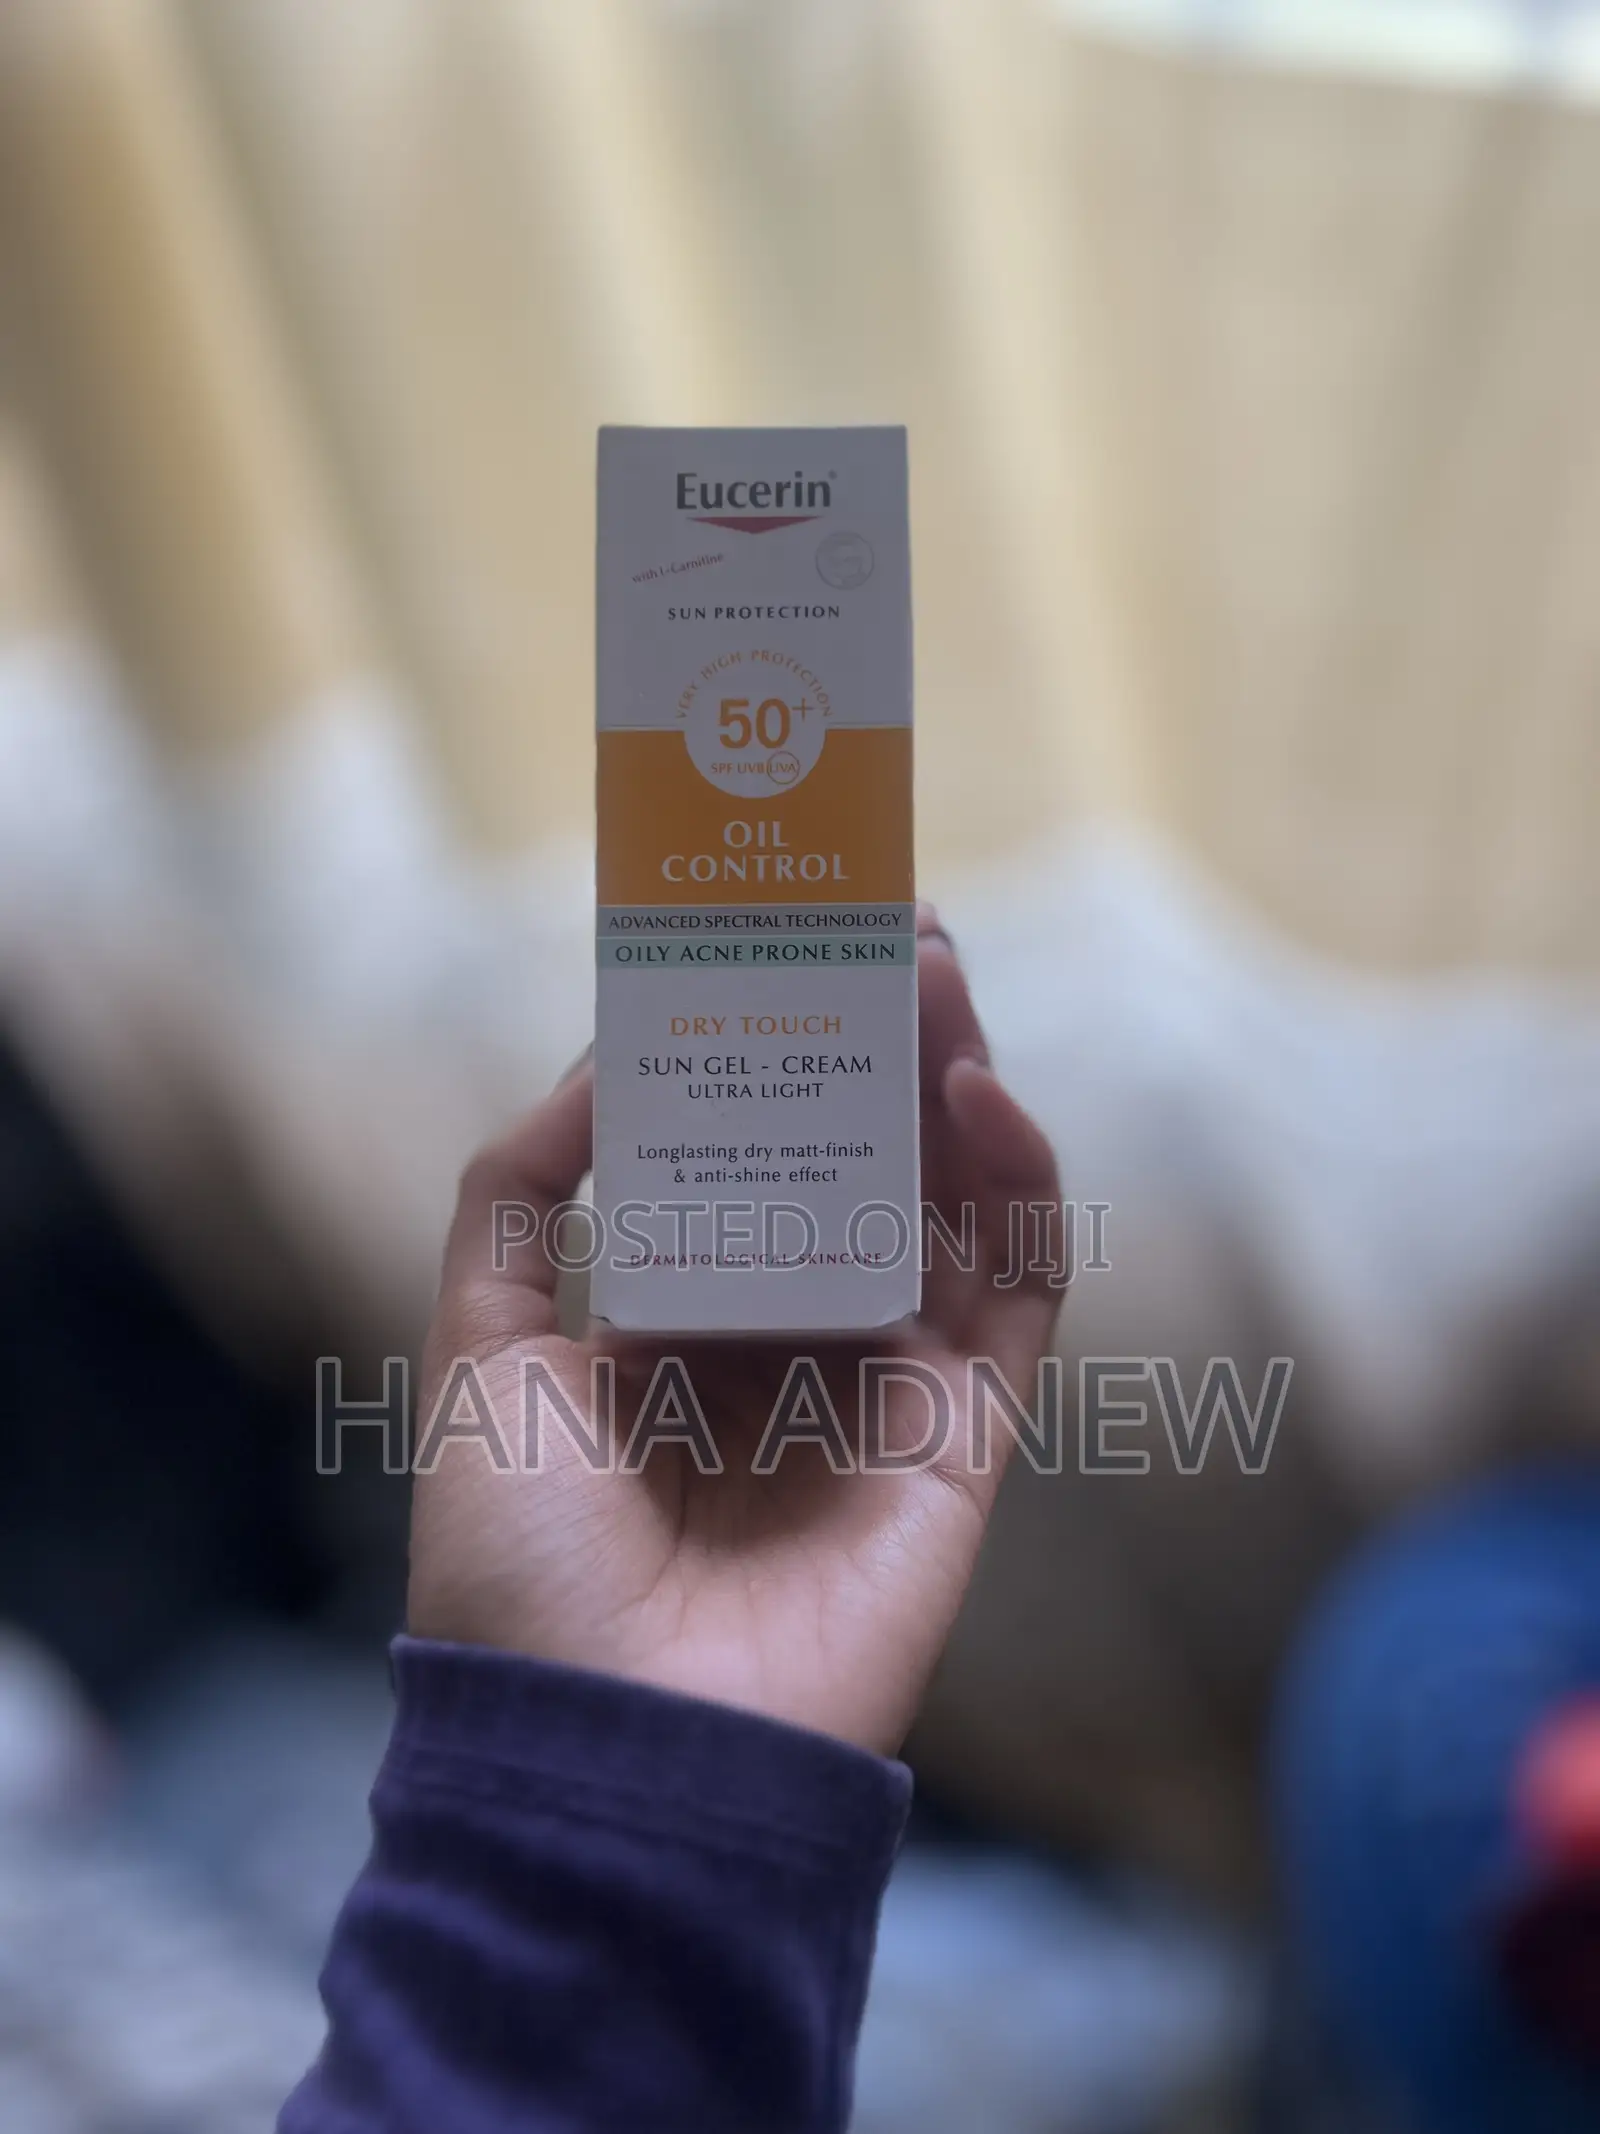 Eucerin®
with L-Carnitine
SUN PROTECTION
VERY HIGH PROTECTION
50+
SPF UVB UVA
OIL
CONTROL
ADVANCED SPECTRAL TECHNOLOGY
OILY ACNE PRONE SKIN
DRY TOUCH
SUN GEL - CREAM
ULTRA LIGHT
Longlasting dry matt-finish
& anti-shine effect
POSTED ON JIJI
DERMATOLOGICAL SKINCARE
HANA ADNEW